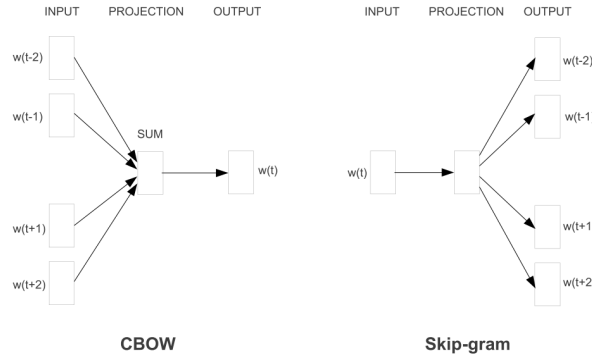 INPUT PROJECTION OUTPUT
w(t-2)
w(t-1)
SUM
w(t)
w(t+1)
w(t+2)
CBOW
INPUT PROJECTION OUTPUT
w(t-2)
w(t-1
w(t)
w(t+1
w(t+2
Skip-gram